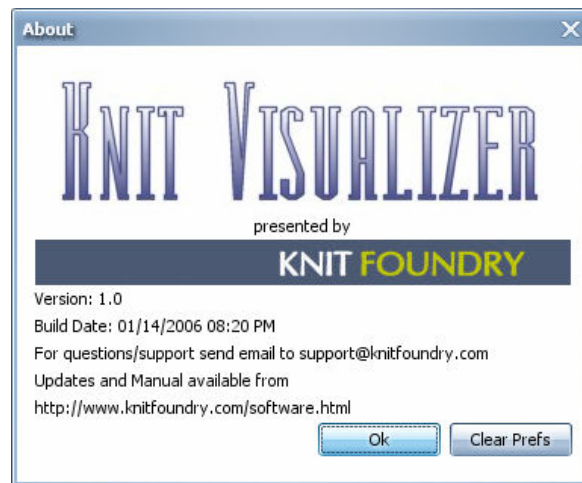 About
KNIT VISUALIZER
presented by
KNIT FOUNDRY
Version: 1.0
Build Date: 01/14/2006 08:20 PM
For questions/support send email to support@knitfoundry.com
Updates and Manual available from
http://www.knitfoundry.com/software.html
Ok Clear Prefs